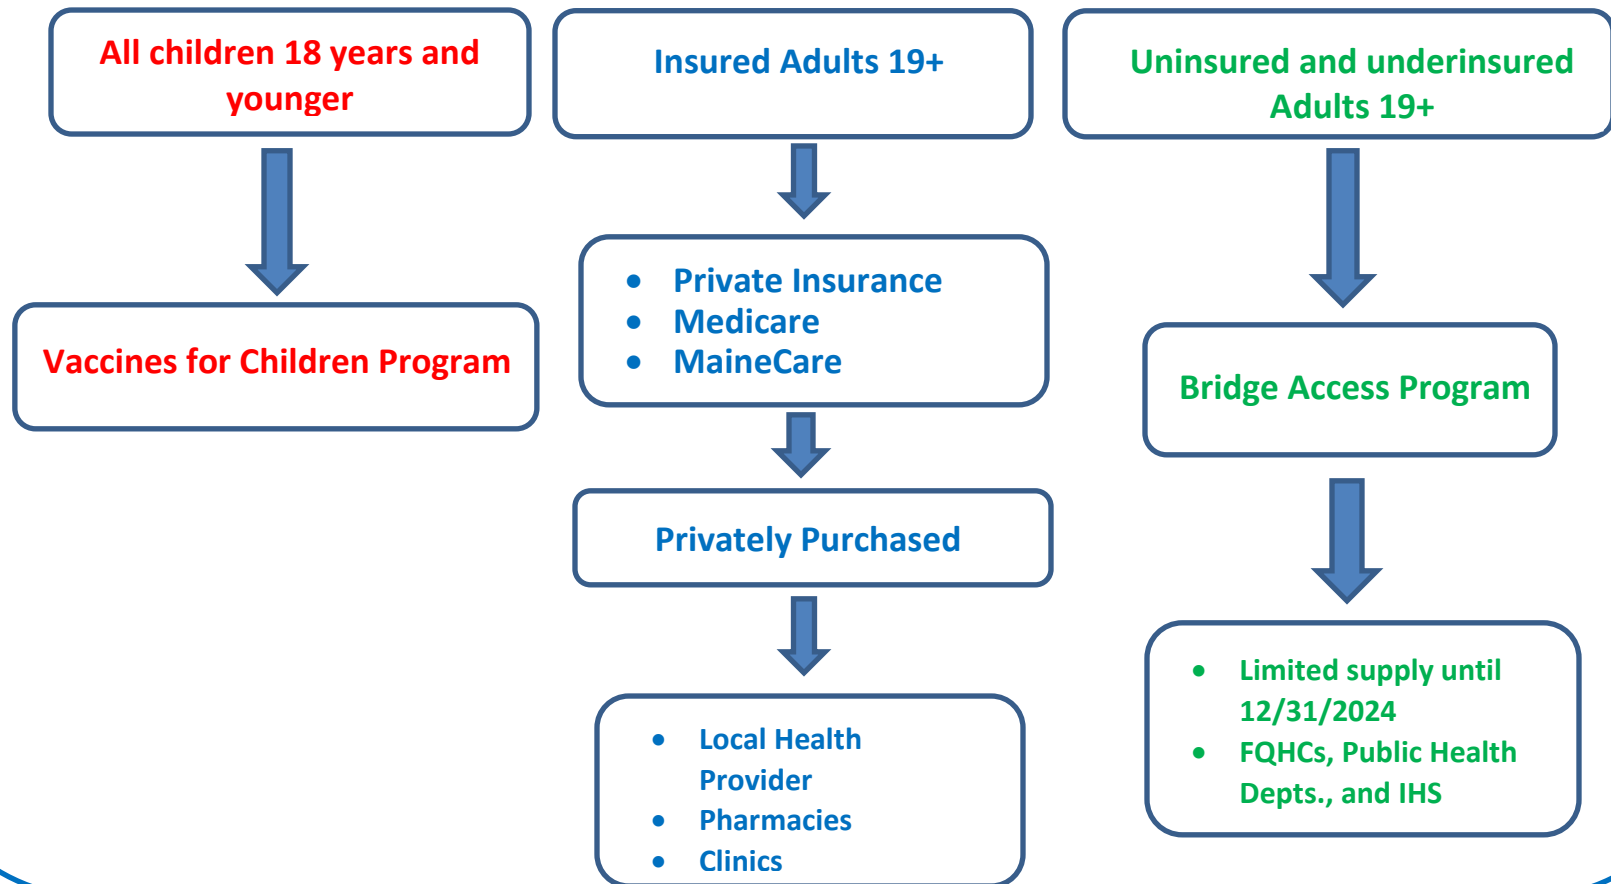 All children 18 years and
younger
Vaccines for Children Program
Insured Adults 19+
• Private Insurance
• Medicare
• MaineCare
Privately Purchased
• Local Health
Provider
• Pharmacies
• Clinics
Uninsured and underinsured
Adults 19+
Bridge Access Program
• Limited supply until
12/31/2024
• FQHCs, Public Health
Depts., and IHS